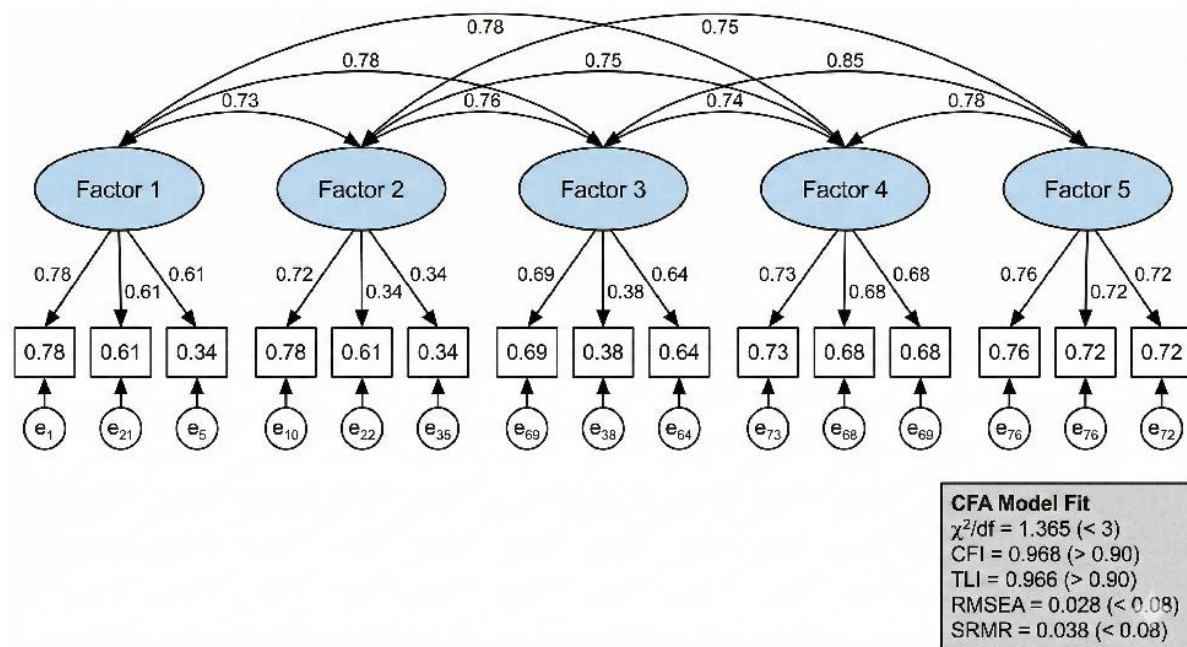 0.78 0.75
0.78 0.75 0.85
0.73 0.76 0.74 0.78
Factor 1 Factor 2 Factor 3 Factor 4 Factor 5
0.78 0.61 0.61 0.72 0.34 0.34 0.69 0.38 0.64 0.73 0.68 0.68 0.76 0.72 0.72
0.78 0.61 0.34 0.78 0.61 0.34 0.69 0.38 0.64 0.73 0.68 0.68 0.76 0.72 0.72
e₁ e₂₁ e₅ e₁₀ e₂₂ e₃₅ e₆₉ e₃₈ e₆₄ e₇₃ e₆₈ e₆₉ e₇₆ e₇₆ e₇₂
CFA Model Fit
χ²/df = 1.365 (< 3)
CFI = 0.968 (> 0.90)
TLI = 0.966 (> 0.90)
RMSEA = 0.028 (< 0.08)
SRMR = 0.038 (< 0.08)